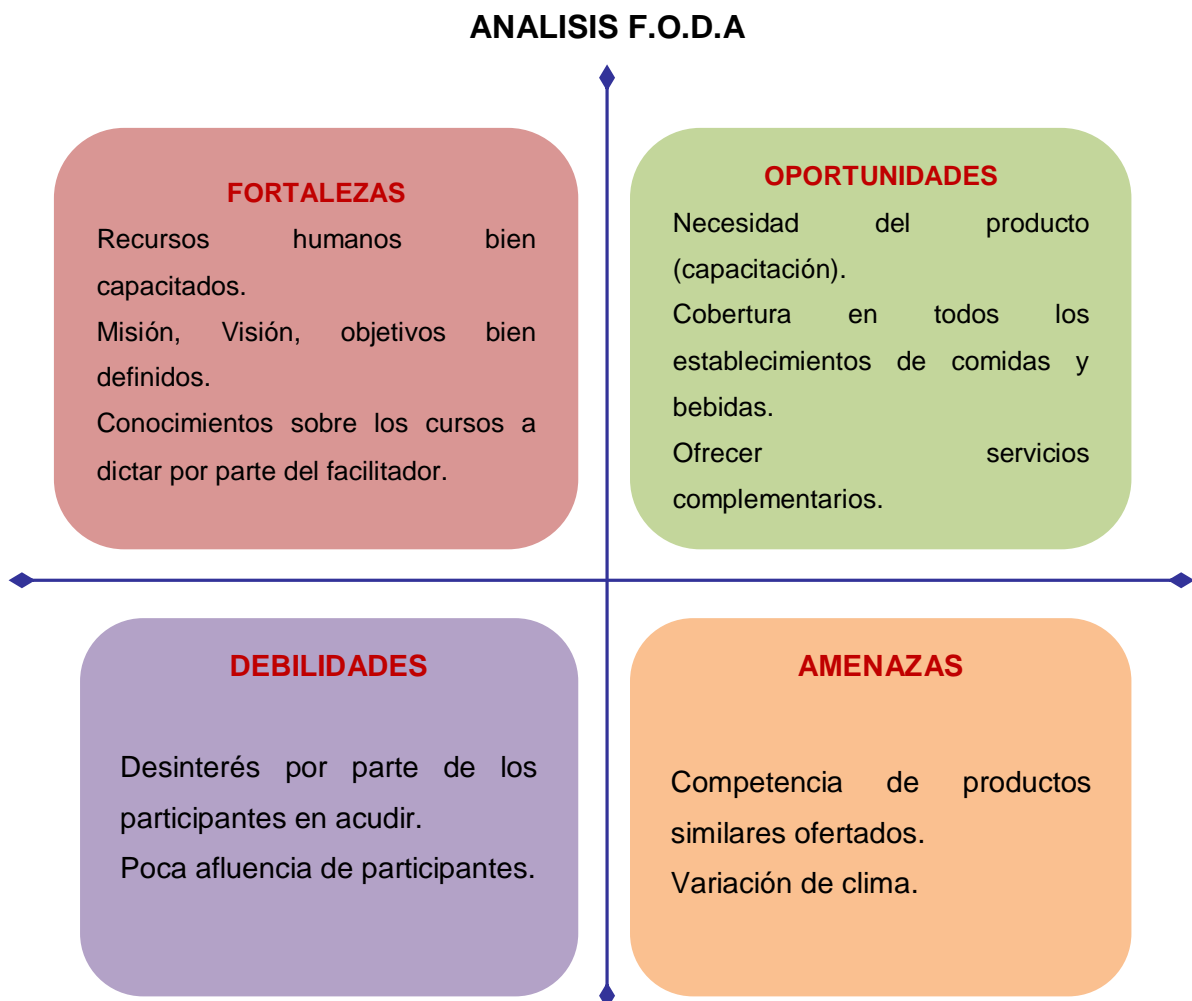 ANALISIS F.O.D.A
FORTALEZAS
Recursos humanos bien
capacitados.
Misión, Visión, objetivos bien
definidos.
Conocimientos sobre los cursos a
dictar por parte del facilitador.
OPORTUNIDADES
Necesidad del producto
(capacitación).
Cobertura en todos los
establecimientos de comidas y
bebidas.
Ofrecer servicios
complementarios.
DEBILIDADES
Desinterés por parte de los
participantes en acudir.
Poca afluencia de participantes.
AMENAZAS
Competencia de productos
similares ofertados.
Variación de clima.